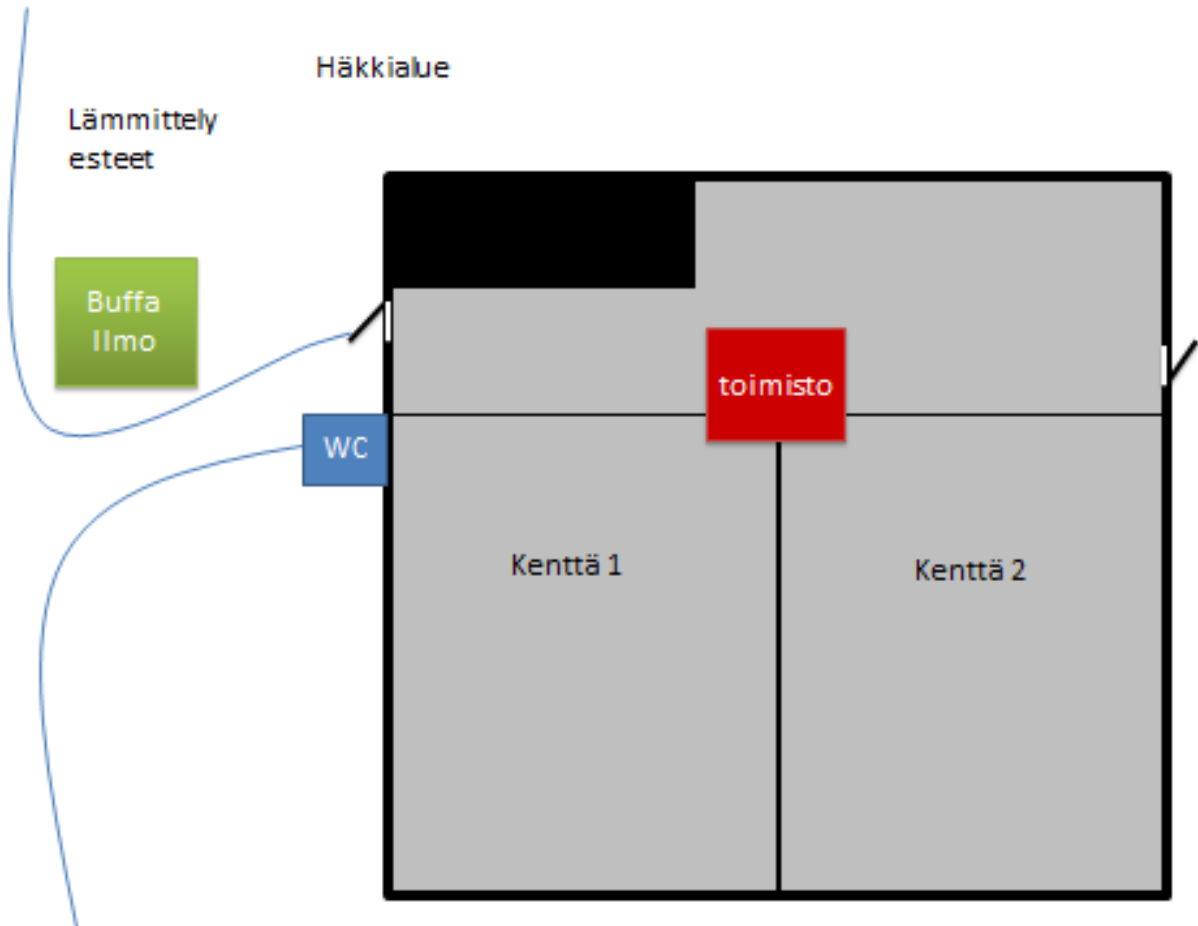 Häkkialue
Lämmittely
esteet
Buffa
Ilmo
toimisto
WC
Kenttä 1
Kenttä 2